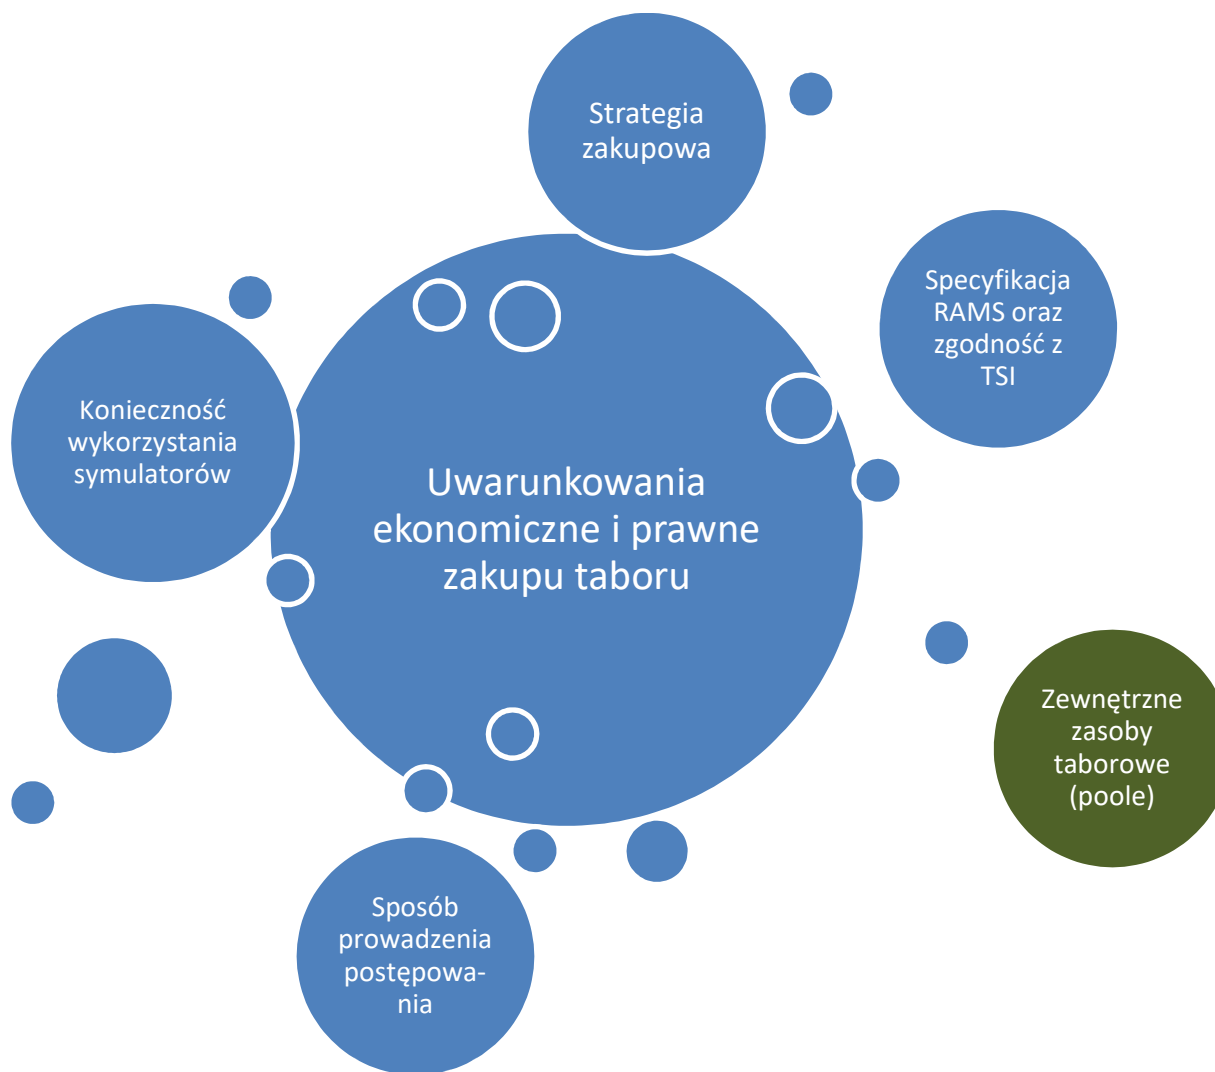 Strategia
zakupowa
Specyfikacja
RAMS oraz
zgodność z
TSI
Konieczność
wykorzystania
symulatorów
Uwarunkowania
ekonomiczne i prawne
zakupu taboru
Zewnętrzne
zasoby
taborowe
(poole)
Sposób
prowadzenia
postępowa-
nia